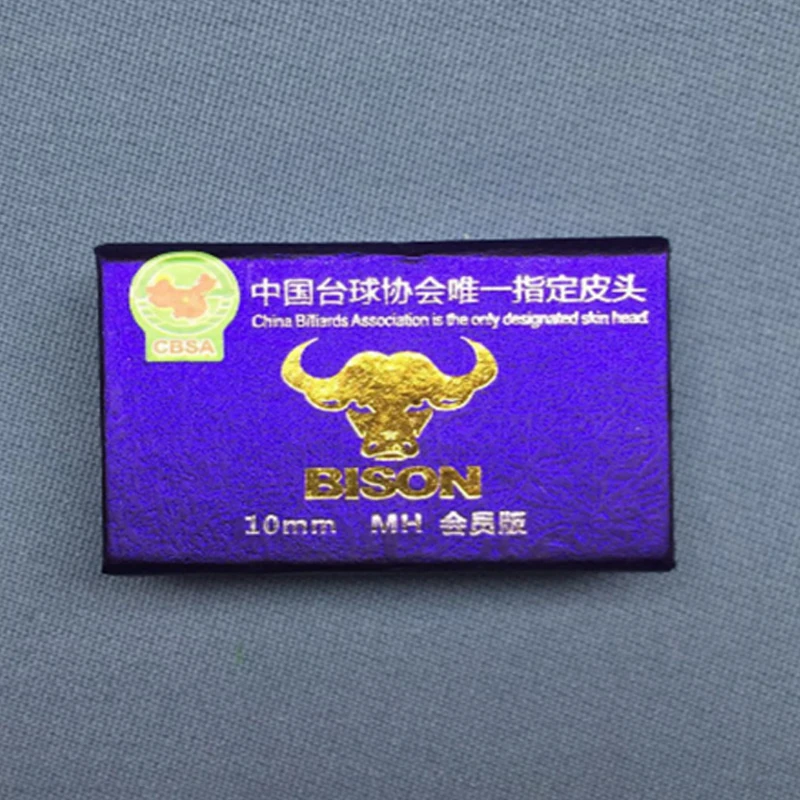 中国台球协会唯一指定皮头
China Billiards Association is the only designated skin head
CBSA
BISON
10mm MH 会员版